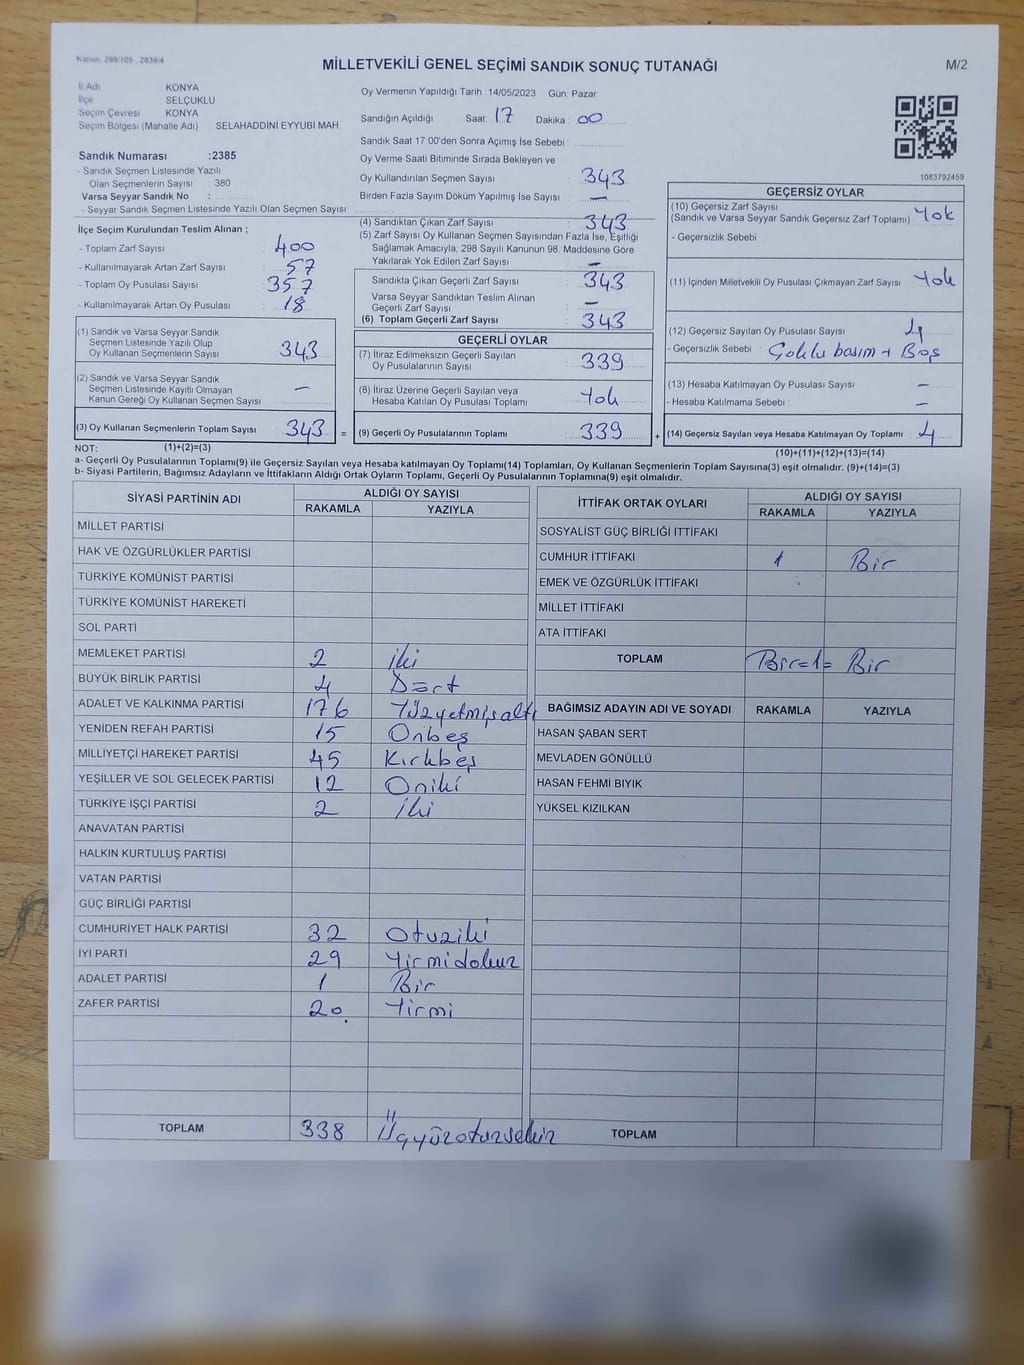 Kanun, 298/105 , 2839/4
MİLLETVEKİLİ GENEL SEÇİMİ SANDIK SONUÇ TUTANAĞI
M/2
İl Adı KONYA
İlçe SELÇUKLU
Seçim Çevresi KONYA
Seçim Bölgesi (Mahalle Adı) SELAHADDİNİ EYYUBİ MAH.
Sandık Numarası :2385
- Sandık Seçmen Listesinde Yazılı
Olan Seçmenlerin Sayısı : 380
Varsa Seyyar Sandık No :
- Seyyar Sandık Seçmen Listesinde Yazılı Olan Seçmen Sayısı
Oy Vermenin Yapıldığı Tarih :14/05/2023 Gün: Pazar
Sandığın Açıldığı Saat: 17 Dakika : 00
Sandık Saat 17:00'den Sonra Açımış İse Sebebi :
Oy Verme Saati Bitiminde Sırada Bekleyen ve
Oy Kullandırılan Seçmen Sayısı : 343
Birden Fazla Sayım Döküm Yapılmış İse Sayısı : —
1083792459
İlçe Seçim Kurulundan Teslim Alınan ;
- Toplam Zarf Sayısı : 400
- Kullanılmayarak Artan Zarf Sayısı : 57
- Toplam Oy Pusulası Sayısı : 357
- Kullanılmayarak Artan Oy Pusulası : 18
(1) Sandık ve Varsa Seyyar Sandık
Seçmen Listesinde Yazılı Olup
Oy Kullanan Seçmenlerin Sayısı : 343
(2) Sandık ve Varsa Seyyar Sandık
Seçmen Listesinde Kayıtlı Olmayan
Kanun Gereği Oy Kullanan Seçmen Sayısı : —
(3) Oy Kullanan Seçmenlerin Toplam Sayısı : 343 =
(4) Sandıktan Çıkan Zarf Sayısı : 343
(5) Zarf Sayısı Oy Kullanan Seçmen Sayısından Fazla İse, Eşitliği
Sağlamak Amacıyla; 298 Sayılı Kanunun 98. Maddesine Göre
Yakılarak Yok Edilen Zarf Sayısı : —
Sandıkta Çıkan Geçerli Zarf Sayısı : 343
Varsa Seyyar Sandıktan Teslim Alınan
Geçerli Zarf Sayısı : —
(6) Toplam Geçerli Zarf Sayısı : 343
GEÇERLİ OYLAR
(7) İtiraz Edilmeksizin Geçerli Sayılan
Oy Pusulalarının Sayısı : 339
(8) İtiraz Üzerine Geçerli Sayılan veya
Hesaba Katılan Oy Pusulası Toplamı : Yok
(9) Geçerli Oy Pusulalarının Toplamı : 339 +
GEÇERSİZ OYLAR
(10) Geçersiz Zarf Sayısı
(Sandık ve Varsa Seyyar Sandık Geçersiz Zarf Toplamı) : Yok
- Geçersizlik Sebebi :
(11) İçinden Milletvekili Oy Pusulası Çıkmayan Zarf Sayısı : Yok
(12) Geçersiz Sayılan Oy Pusulası Sayısı : 4
- Geçersizlik Sebebi : Çoklu basım + Boş
(13) Hesaba Katılmayan Oy Pusulası Sayısı : —
- Hesaba Katılmama Sebebi : —
(14) Geçersiz Sayılan veya Hesaba Katılmayan Oy Toplamı : 4
NOT: (1)+(2)=(3)
(10)+(11)+(12)+(13)=(14)
a- Geçerli Oy Pusulalarının Toplamı(9) ile Geçersiz Sayılan veya Hesaba katılmayan Oy Toplamı(14) Toplamları, Oy Kullanan Seçmenlerin Toplam Sayısına(3) eşit olmalıdır. (9)+(14)=(3)
b- Siyasi Partilerin, Bağımsız Adayların ve İttifakların Aldığı Ortak Oyların Toplamı, Geçerli Oy Pusulalarının Toplamına(9) eşit olmalıdır.
SİYASİ PARTİNİN ADI ALDIĞI OY SAYISI
RAKAMLA YAZIYLA
MİLLET PARTİSİ
HAK VE ÖZGÜRLÜKLER PARTİSİ
TÜRKİYE KOMÜNİST PARTİSİ
TÜRKİYE KOMÜNİST HAREKETİ
SOL PARTİ
MEMLEKET PARTİSİ 2 iki
BÜYÜK BİRLİK PARTİSİ 4 Dört
ADALET VE KALKINMA PARTİSİ 176 Yüzyetmişaltı
YENİDEN REFAH PARTİSİ 15 Onbeş
MİLLİYETÇİ HAREKET PARTİSİ 45 Kırkbeş
YEŞİLLER VE SOL GELECEK PARTİSİ 12 Oniki
TÜRKİYE İŞÇİ PARTİSİ 2 iki
ANAVATAN PARTİSİ
HALKIN KURTULUŞ PARTİSİ
VATAN PARTİSİ
GÜÇ BİRLİĞİ PARTİSİ
CUMHURİYET HALK PARTİSİ 32 Otuziki
İYİ PARTİ 29 Yirmidokuz
ADALET PARTİSİ 1 Bir
ZAFER PARTİSİ 20 Yirmi
TOPLAM 338 Üçyüzotuzsekiz
İTTİFAK ORTAK OYLARI ALDIĞI OY SAYISI
RAKAMLA YAZIYLA
SOSYALİST GÜÇ BİRLİĞİ İTTİFAKI
CUMHUR İTTİFAKI 1 Bir
EMEK VE ÖZGÜRLÜK İTTİFAKI
MİLLET İTTİFAKI
ATA İTTİFAKI
TOPLAM Bir=1= Bir
BAĞIMSIZ ADAYIN ADI VE SOYADI RAKAMLA YAZIYLA
HASAN ŞABAN SERT
MEVLADEN GÖNÜLLÜ
HASAN FEHMİ BIYIK
YÜKSEL KIZILKAN
TOPLAM